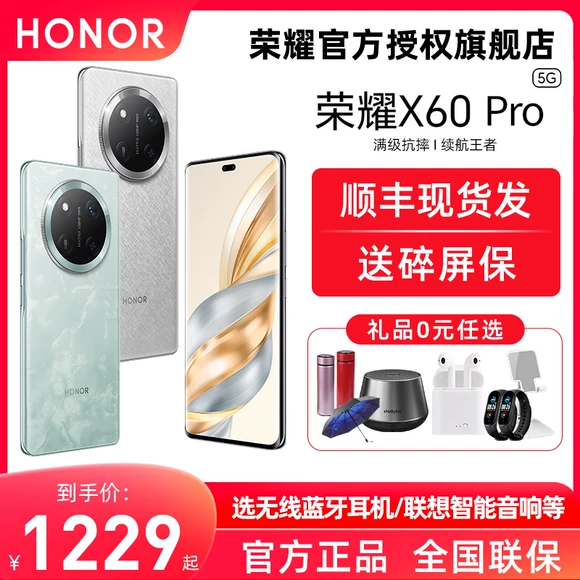 HONOR
荣耀官方授权旗舰店
5G
荣耀X60 Pro
满级抗摔 | 续航王者
顺丰现货发
送碎屏保
礼品0元任选
HONOR
HONOR
到手价:
¥1229起
选无线蓝牙耳机/联想智能音响等
官方正品 全国联保